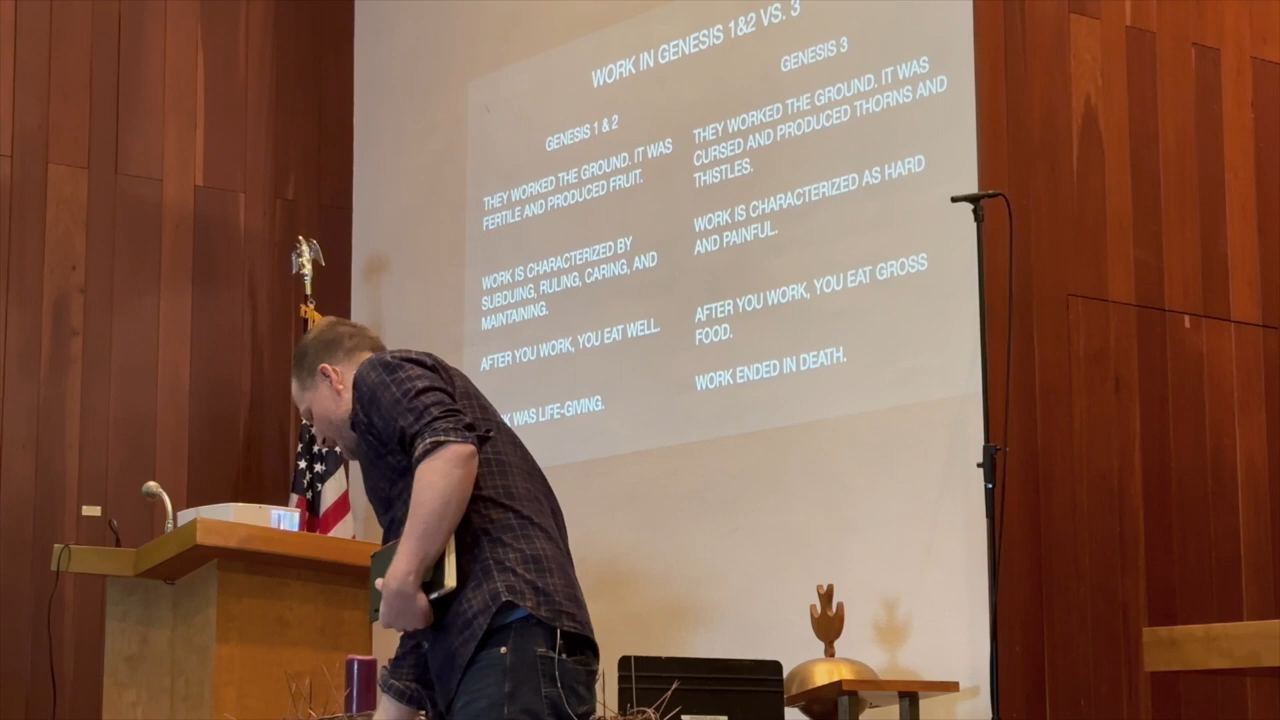 WORK IN GENESIS 1&2 VS. 3
GENESIS 1 & 2
THEY WORKED THE GROUND. IT WAS
FERTILE AND PRODUCED FRUIT.
WORK IS CHARACTERIZED BY
SUBDUING, RULING, CARING, AND
MAINTAINING.
AFTER YOU WORK, YOU EAT WELL.
WAS LIFE-GIVING.
GENESIS 3
THEY WORKED THE GROUND. IT WAS
CURSED AND PRODUCED THORNS AND
THISTLES.
WORK IS CHARACTERIZED AS HARD
AND PAINFUL.
AFTER YOU WORK, YOU EAT GROSS
FOOD.
WORK ENDED IN DEATH.